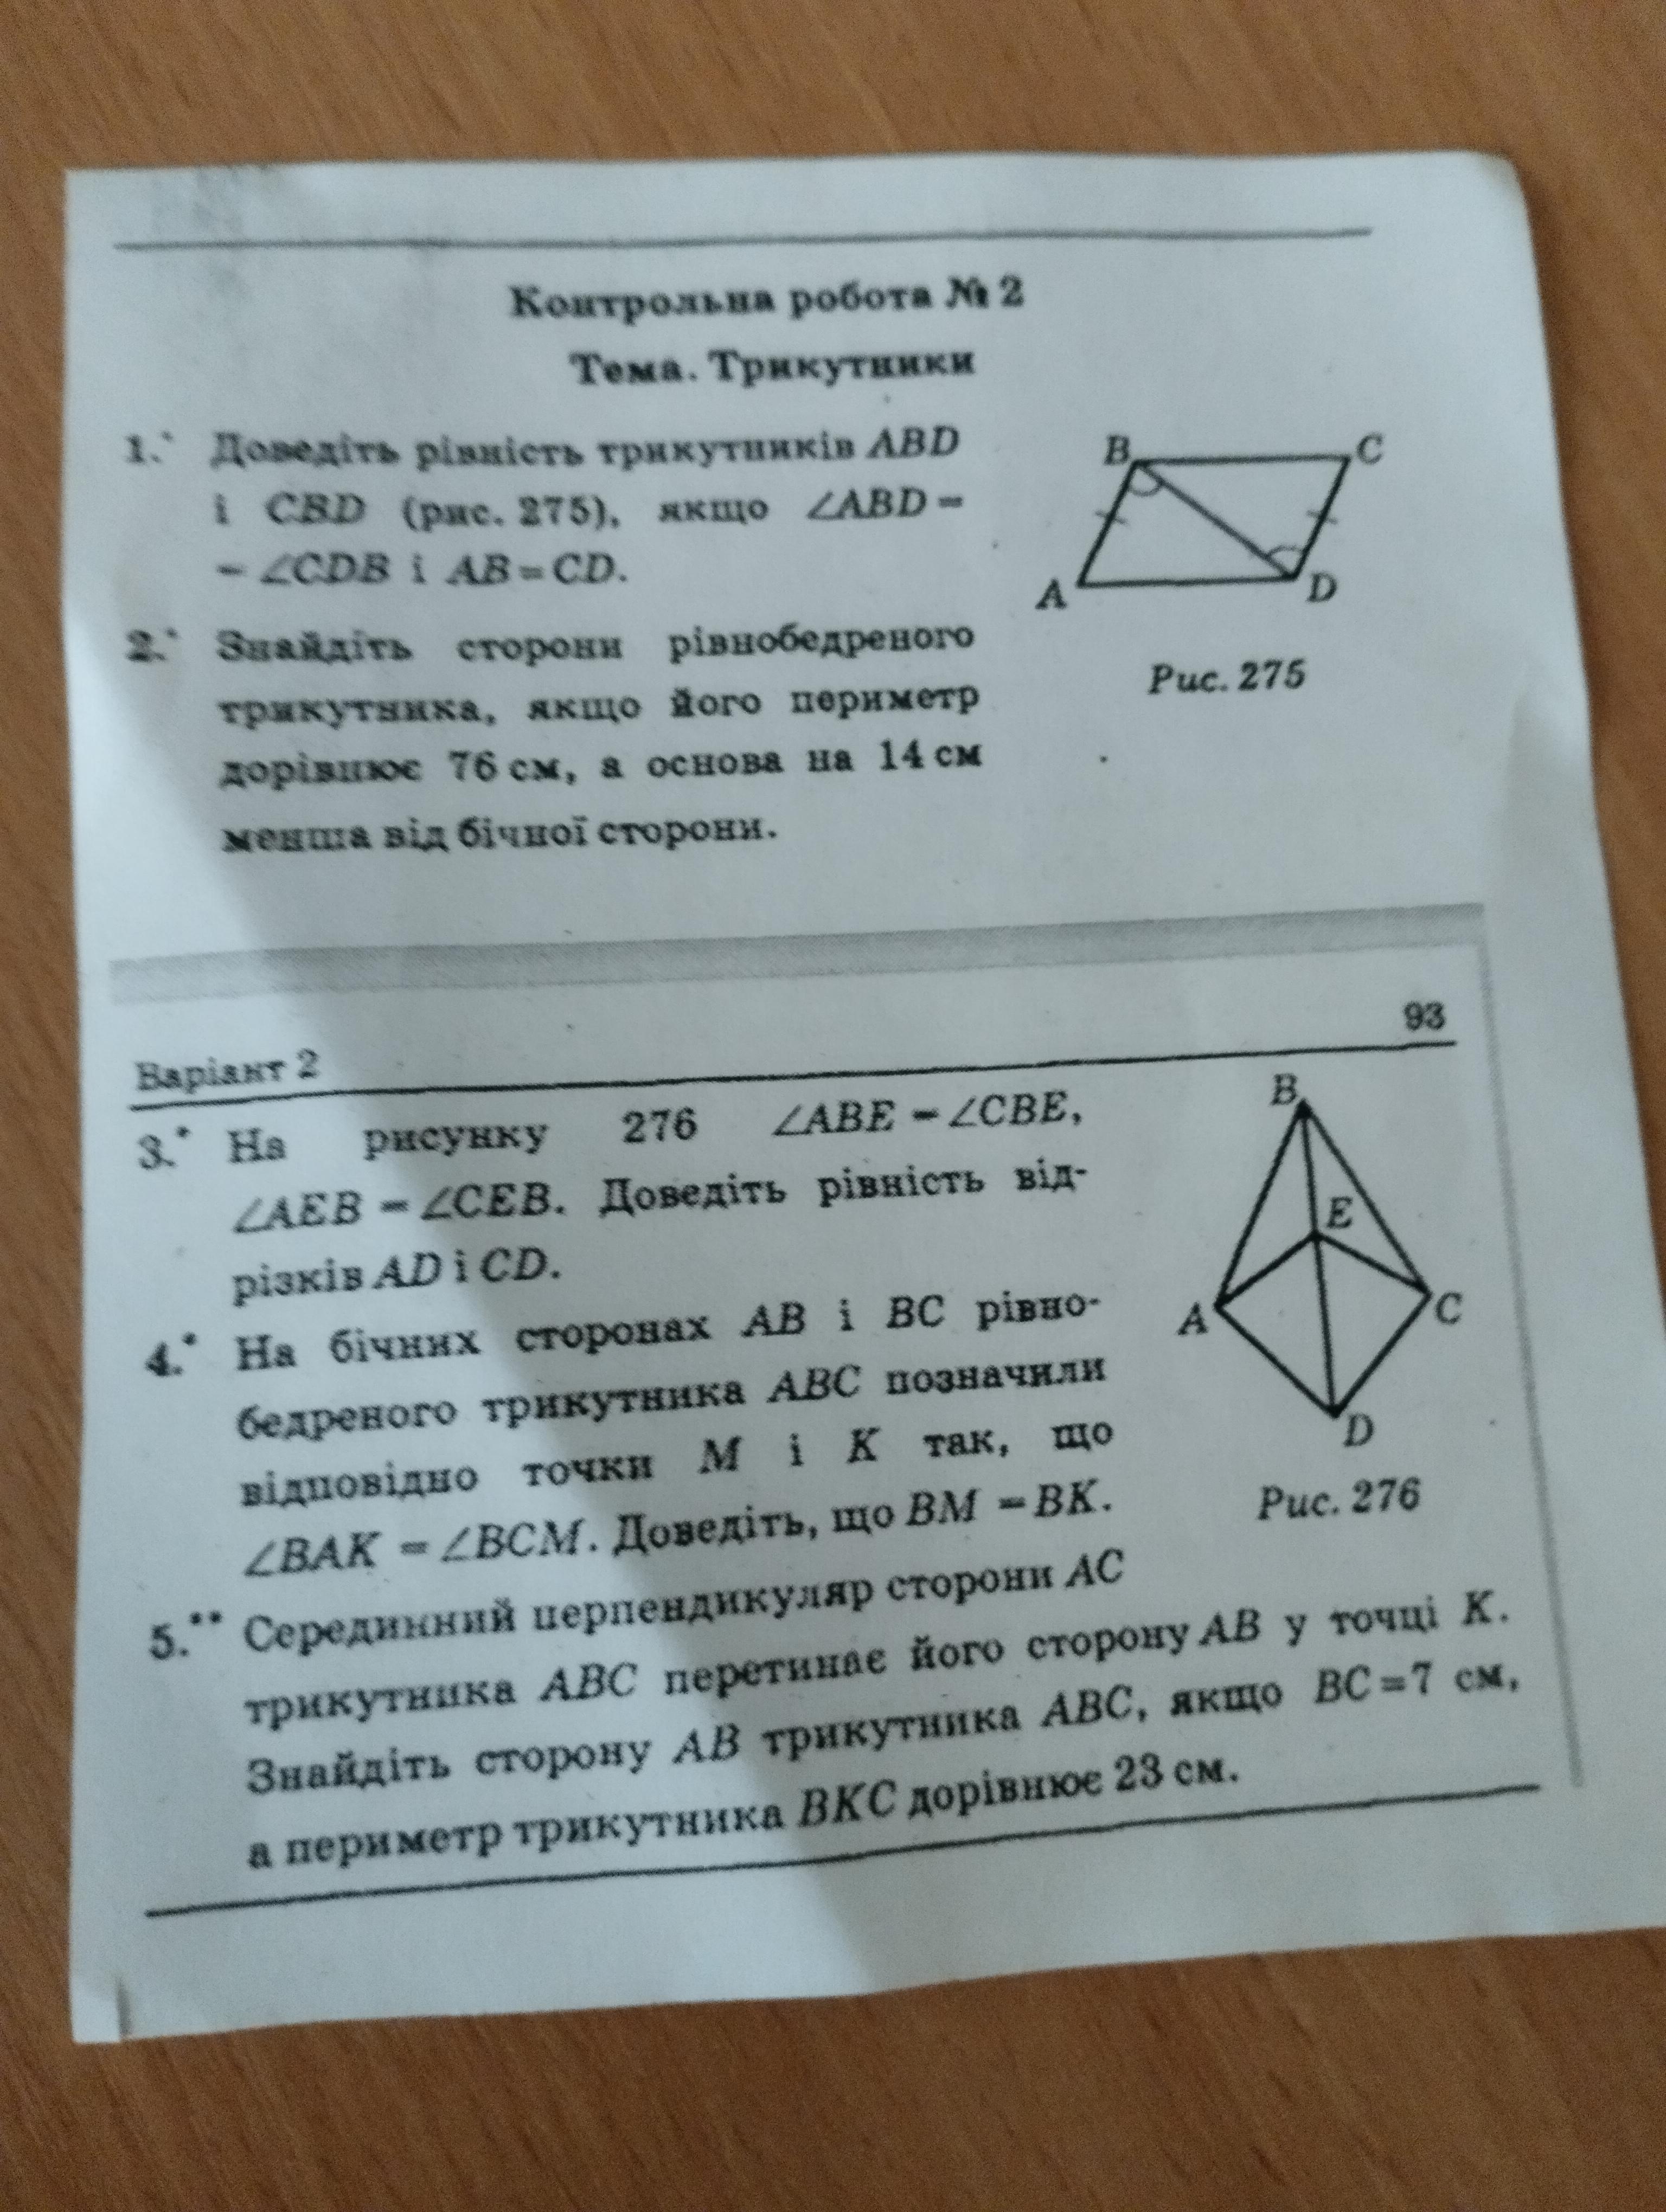 Контрольна робота № 2
Тема. Трикутники
1.• Доведіть рівність трикутників ABD
і CBD (рис. 275), якщо ∠ABD =
= ∠CDB і AB = CD.
B
C
A
D
Рис. 275
2.• Знайдіть сторони рівнобедреного
трикутника, якщо його периметр
дорівнює 76 см, а основа на 14 см
менша від бічної сторони.
93
Варіант 2
3.• На рисунку 276 ∠ABE = ∠CBE,
∠AEB = ∠CEB. Доведіть рівність від-
різків AD і CD.
4.• На бічних сторонах AB і BC рівно-
бедреного трикутника ABC позначили
відповідно точки M і K так, що
∠BAK = ∠BCM. Доведіть, що BM = BK.
B
E
A
C
D
Рис. 276
5.•• Серединний перпендикуляр сторони AC
трикутника ABC перетинає його сторону AB у точці K.
Знайдіть сторону AB трикутника ABC, якщо BC = 7 см,
а периметр трикутника BKC дорівнює 23 см.